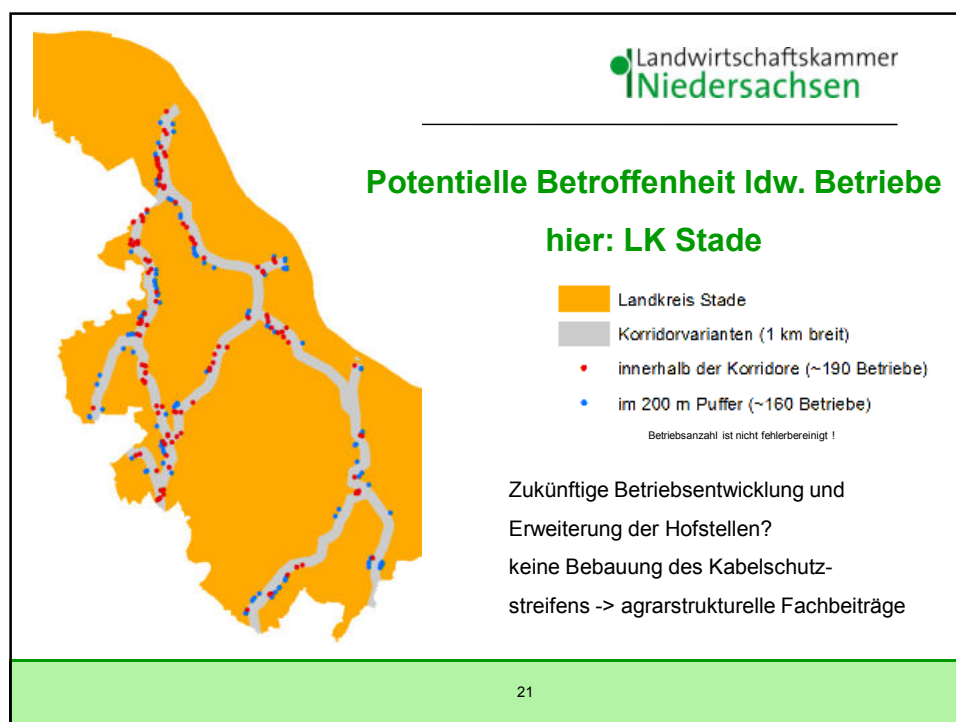 Landwirtschaftskammer
Niedersachsen
Potentielle Betroffenheit ldw. Betriebe
hier: LK Stade
Landkreis Stade
Korridorvarianten (1 km breit)
innerhalb der Korridore (~190 Betriebe)
im 200 m Puffer (~160 Betriebe)
Betriebsanzahl ist nicht fehlerbereinigt !
Zukünftige Betriebsentwicklung und
Erweiterung der Hofstellen?
keine Bebauung des Kabelschutz-
streifens -> agrarstrukturelle Fachbeiträge
21